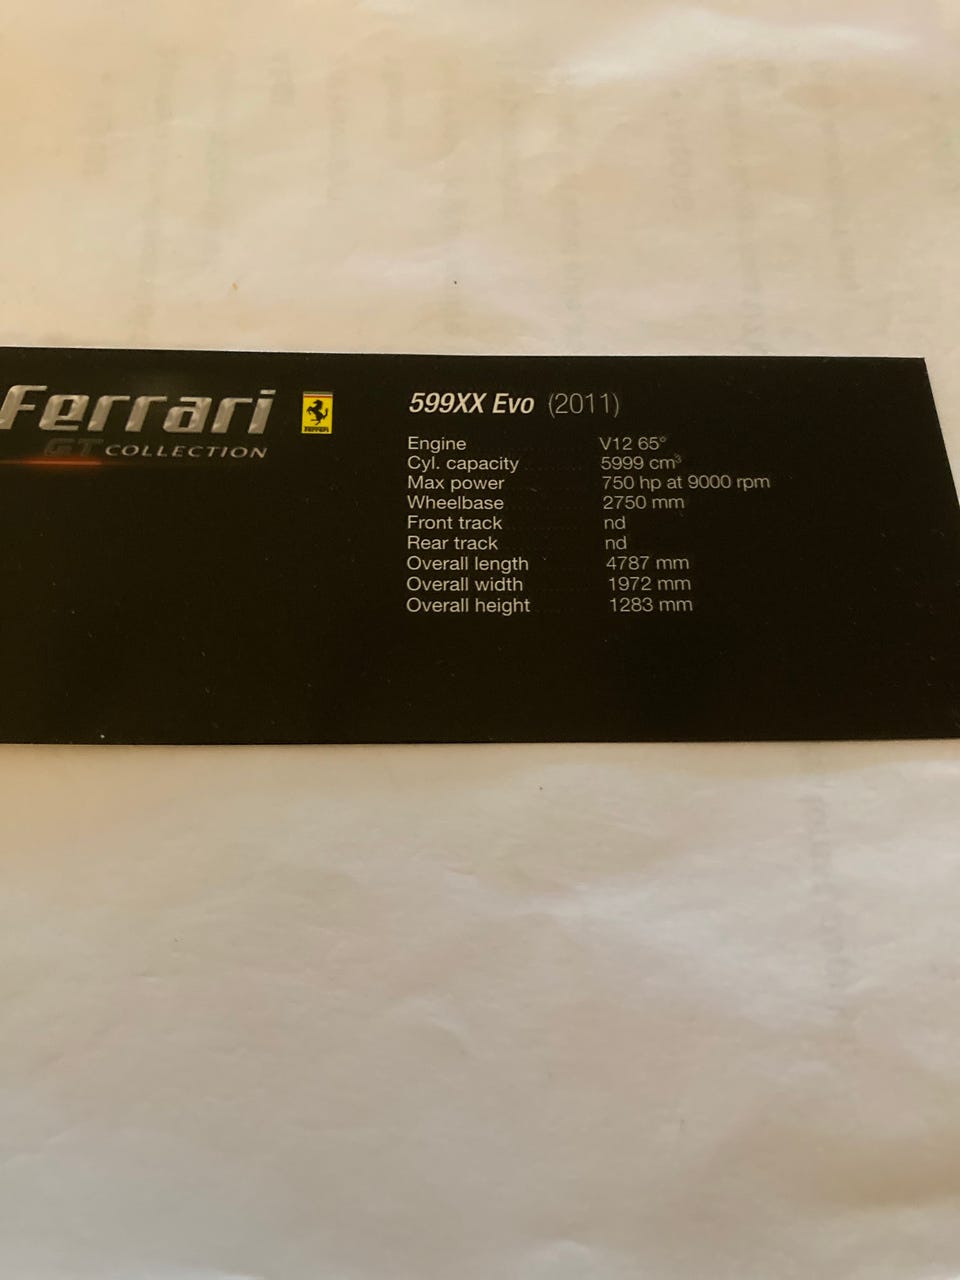 Ferrari
GT COLLECTION
Ferrari
599XX Evo (2011)
Engine V12 65°
Cyl. capacity 5999 cm³
Max power 750 hp at 9000 rpm
Wheelbase 2750 mm
Front track nd
Rear track nd
Overall length 4787 mm
Overall width 1972 mm
Overall height 1283 mm